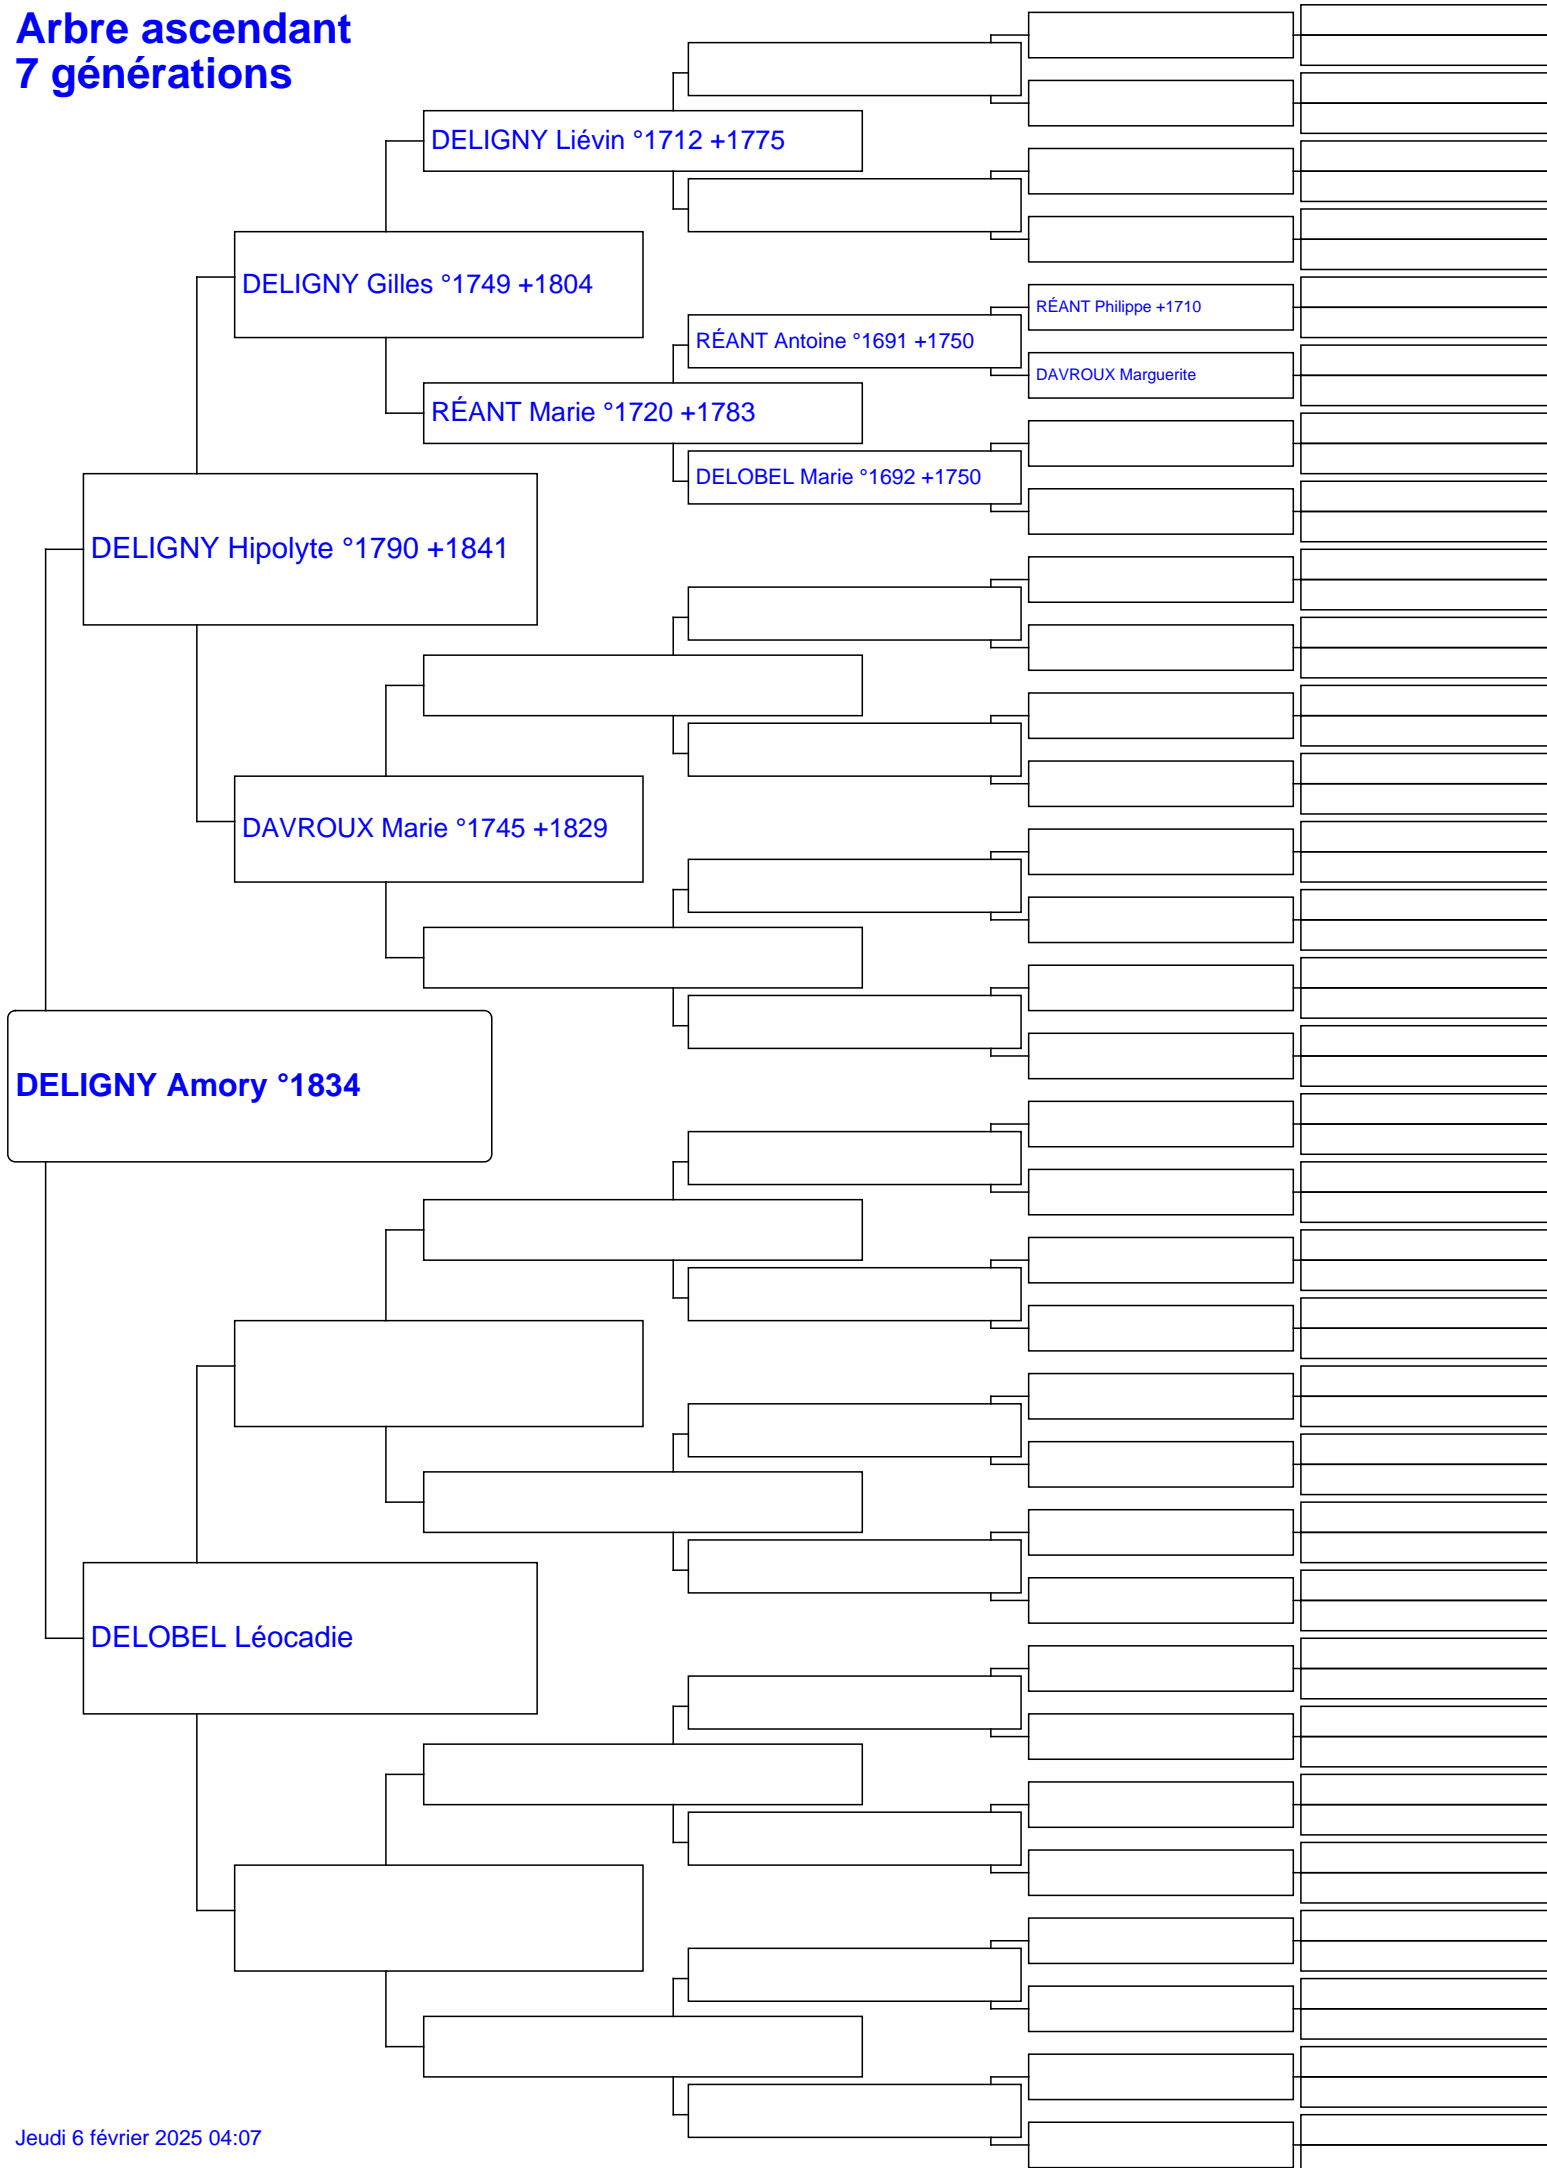 Arbre ascendant
7 générations
DELIGNY Liévin °1712 +1775
DELIGNY Gilles °1749 +1804
RÉANT Philippe +1710
RÉANT Antoine °1691 +1750
DAVROUX Marguerite
RÉANT Marie °1720 +1783
DELOBEL Marie °1692 +1750
DELIGNY Hipolyte °1790 +1841
DAVROUX Marie °1745 +1829
DELIGNY Amory °1834
DELOBEL Léocadie
Jeudi 6 février 2025 04:07